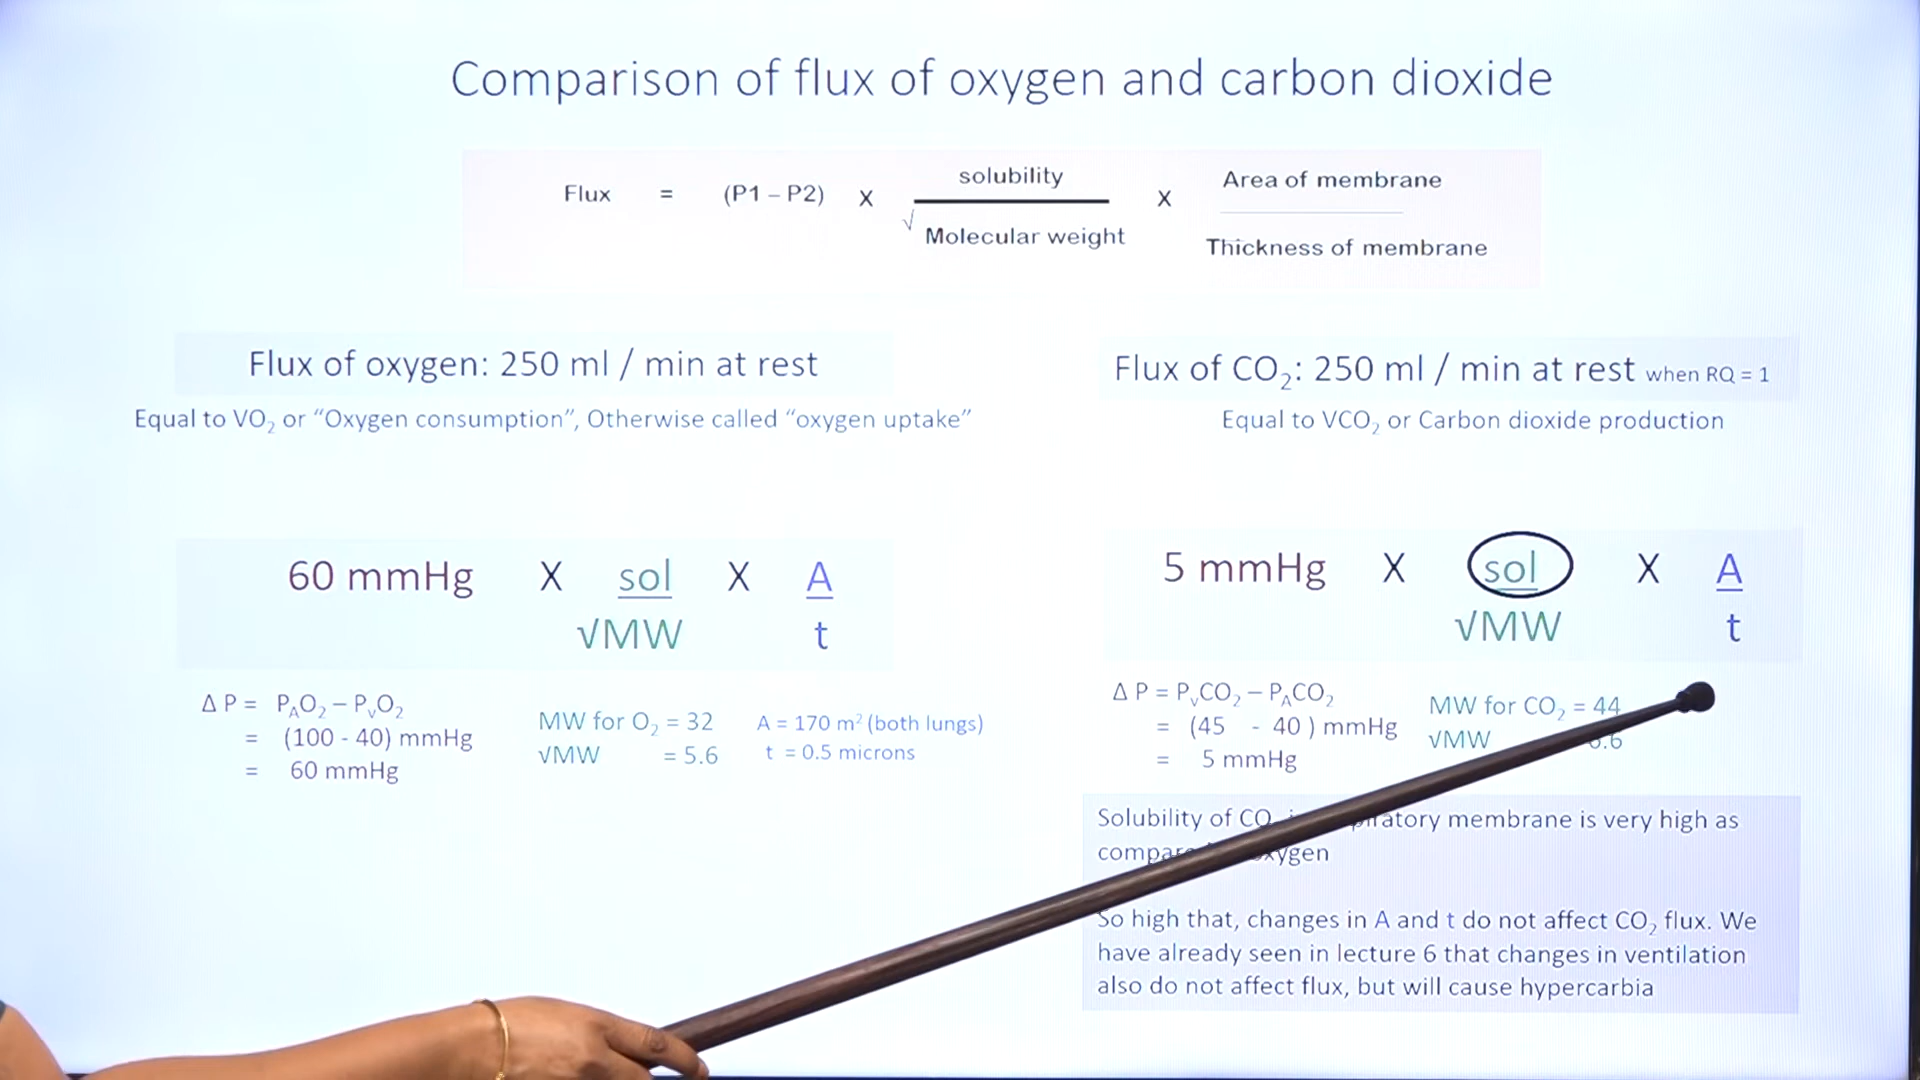 Comparison of flux of oxygen and carbon dioxide
Flux = (P1 – P2) X solubility X Area of membrane
√ Molecular weight Thickness of membrane
Flux of oxygen: 250 ml / min at rest
Equal to VO₂ or “Oxygen consumption”, Otherwise called “oxygen uptake”
60 mmHg X sol X A
√MW t
Δ P = PAO₂ – PvO₂
= (100 - 40) mmHg
= 60 mmHg
MW for O₂ = 32
√MW = 5.6
A = 170 m² (both lungs)
t = 0.5 microns
Flux of CO₂: 250 ml / min at rest when RQ = 1
Equal to VCO₂ or Carbon dioxide production
5 mmHg X sol X A
√MW t
Δ P = PvCO₂ – PACO₂
= (45 - 40 ) mmHg
= 5 mmHg
MW for CO₂ = 44
√MW 6.6
Solubility of CO membrane is very high as
So high that, changes in A and t do not affect CO₂ flux. We
have already seen in lecture 6 that changes in ventilation
also do not affect flux, but will cause hypercarbia